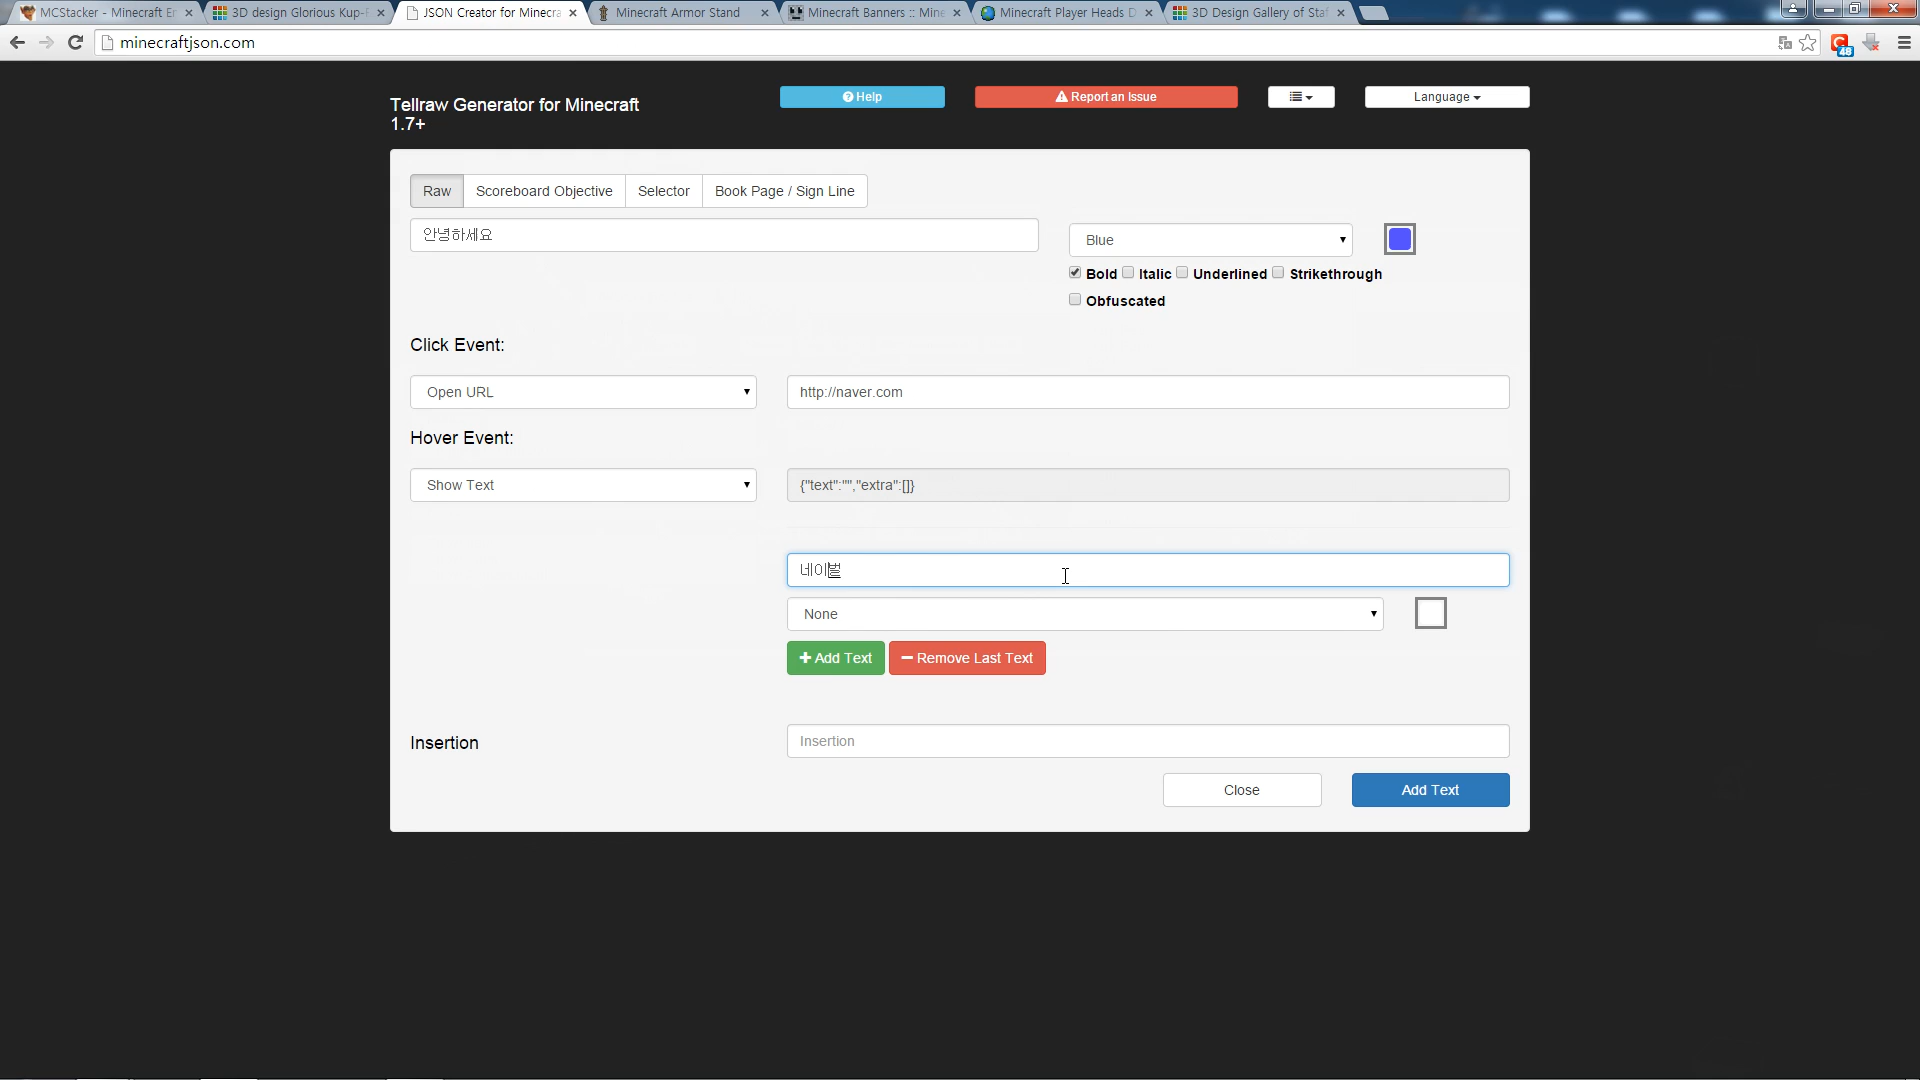 MCStacker - Minecraft En
3D design Glorious Kup-F
JSON Creator for Minecra
Minecraft Armor Stand
Minecraft Banners :: Mine
Minecraft Player Heads D
3D Design Gallery of Staf
minecraftjson.com
48
Tellraw Generator for Minecraft
1.7+
Help
Report an Issue
Language
Raw
Scoreboard Objective
Selector
Book Page / Sign Line
안녕하세요
Blue
Bold
Italic
Underlined
Strikethrough
Obfuscated
Click Event:
Open URL
http://naver.com
Hover Event:
Show Text
{"text":"","extra":[]}
네이벝
None
Add Text
Remove Last Text
Insertion
Insertion
Close
Add Text